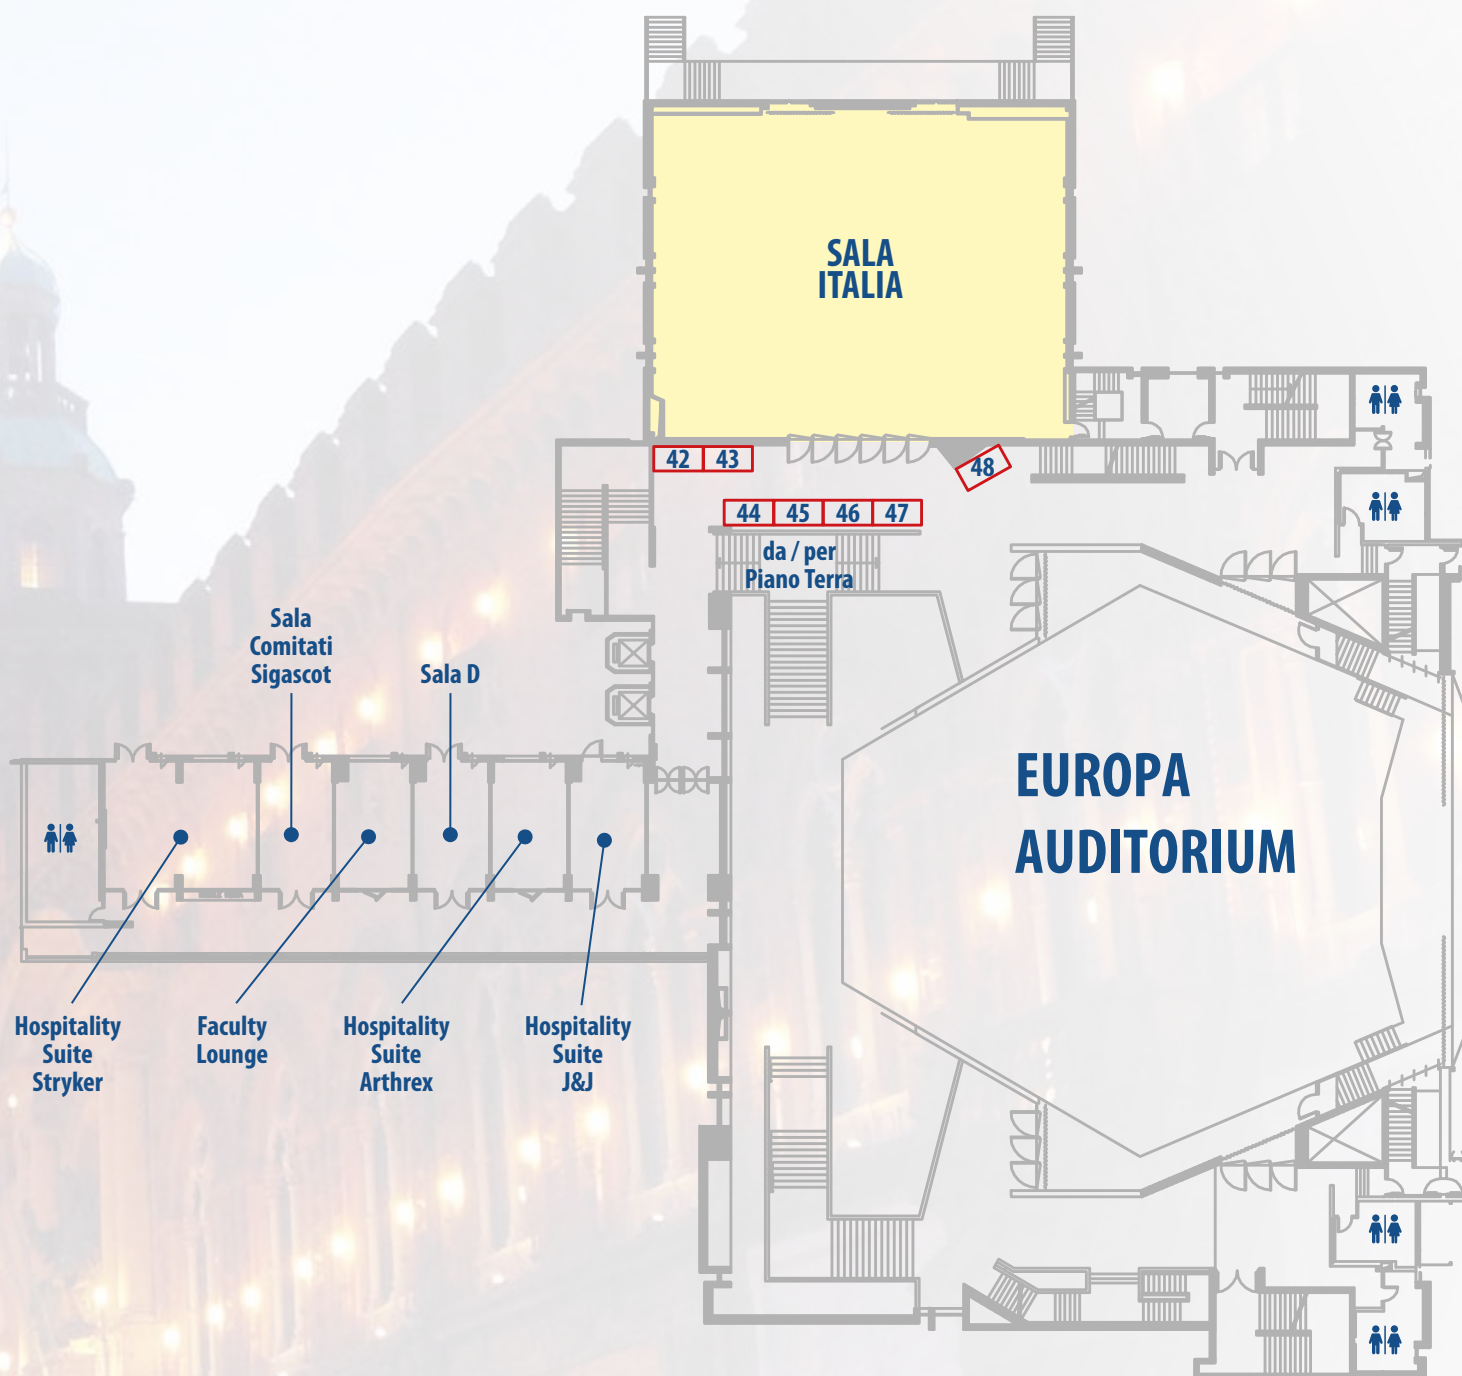 SALA
ITALIA
42
43
48
44
45
46
47
da / per
Piano Terra
Sala
Comitati
Sigascot
Sala D
EUROPA
AUDITORIUM
Hospitality
Suite
Stryker
Faculty
Lounge
Hospitality
Suite
Arthrex
Hospitality
Suite
J&J